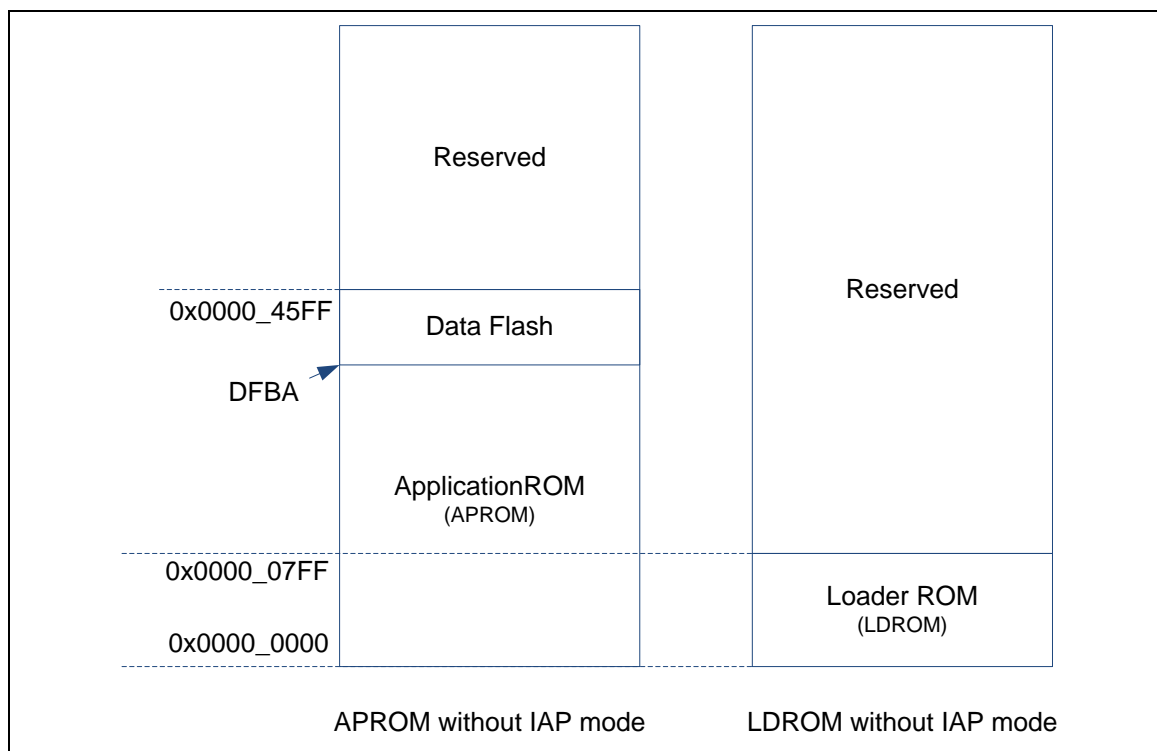 Reserved
Reserved
0x0000_45FF
Data Flash
DFBA
ApplicationROM
(APROM)
0x0000_07FF
Loader ROM
(LDROM)
0x0000_0000
APROM without IAP mode
LDROM without IAP mode